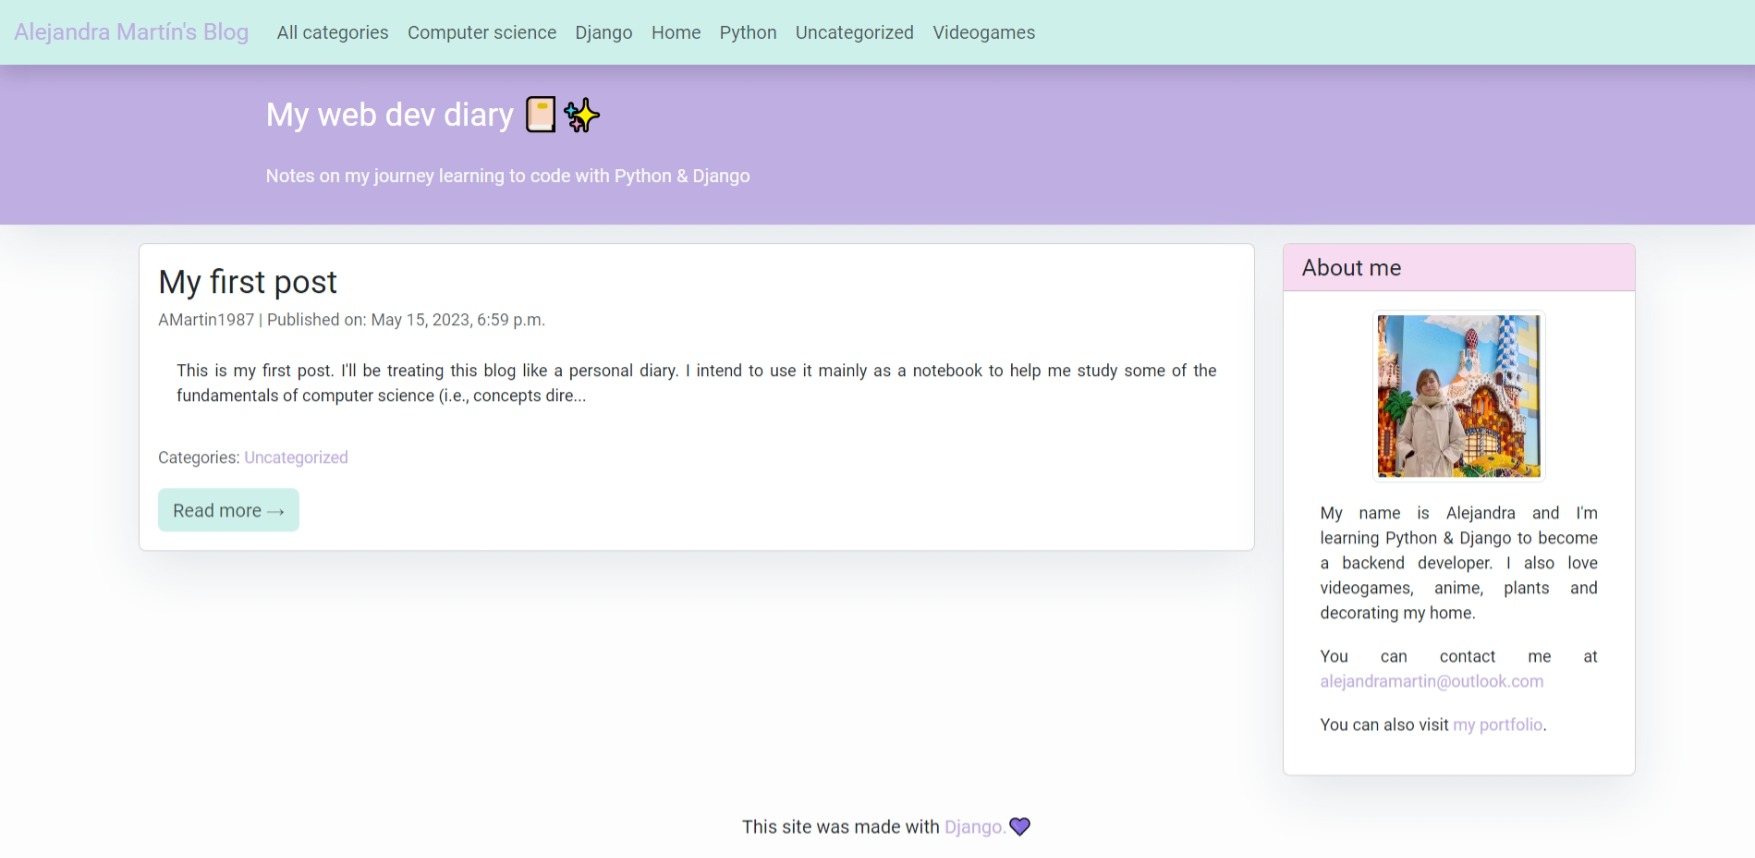 Alejandra Martín's Blog All categories Computer science Django Home Python Uncategorized Videogames
My web dev diary
Notes on my journey learning to code with Python & Django
My first post
AMartin1987 | Published on: May 15, 2023, 6:59 p.m.
This is my first post. I'll be treating this blog like a personal diary. I intend to use it mainly as a notebook to help me study some of the
fundamentals of computer science (i.e., concepts dire...
Categories: Uncategorized
Read more →
About me
My name is Alejandra and I'm
learning Python & Django to become
a backend developer. I also love
videogames, anime, plants and
decorating my home.
You can contact me at
alejandramartin@outlook.com
You can also visit my portfolio.
This site was made with Django.